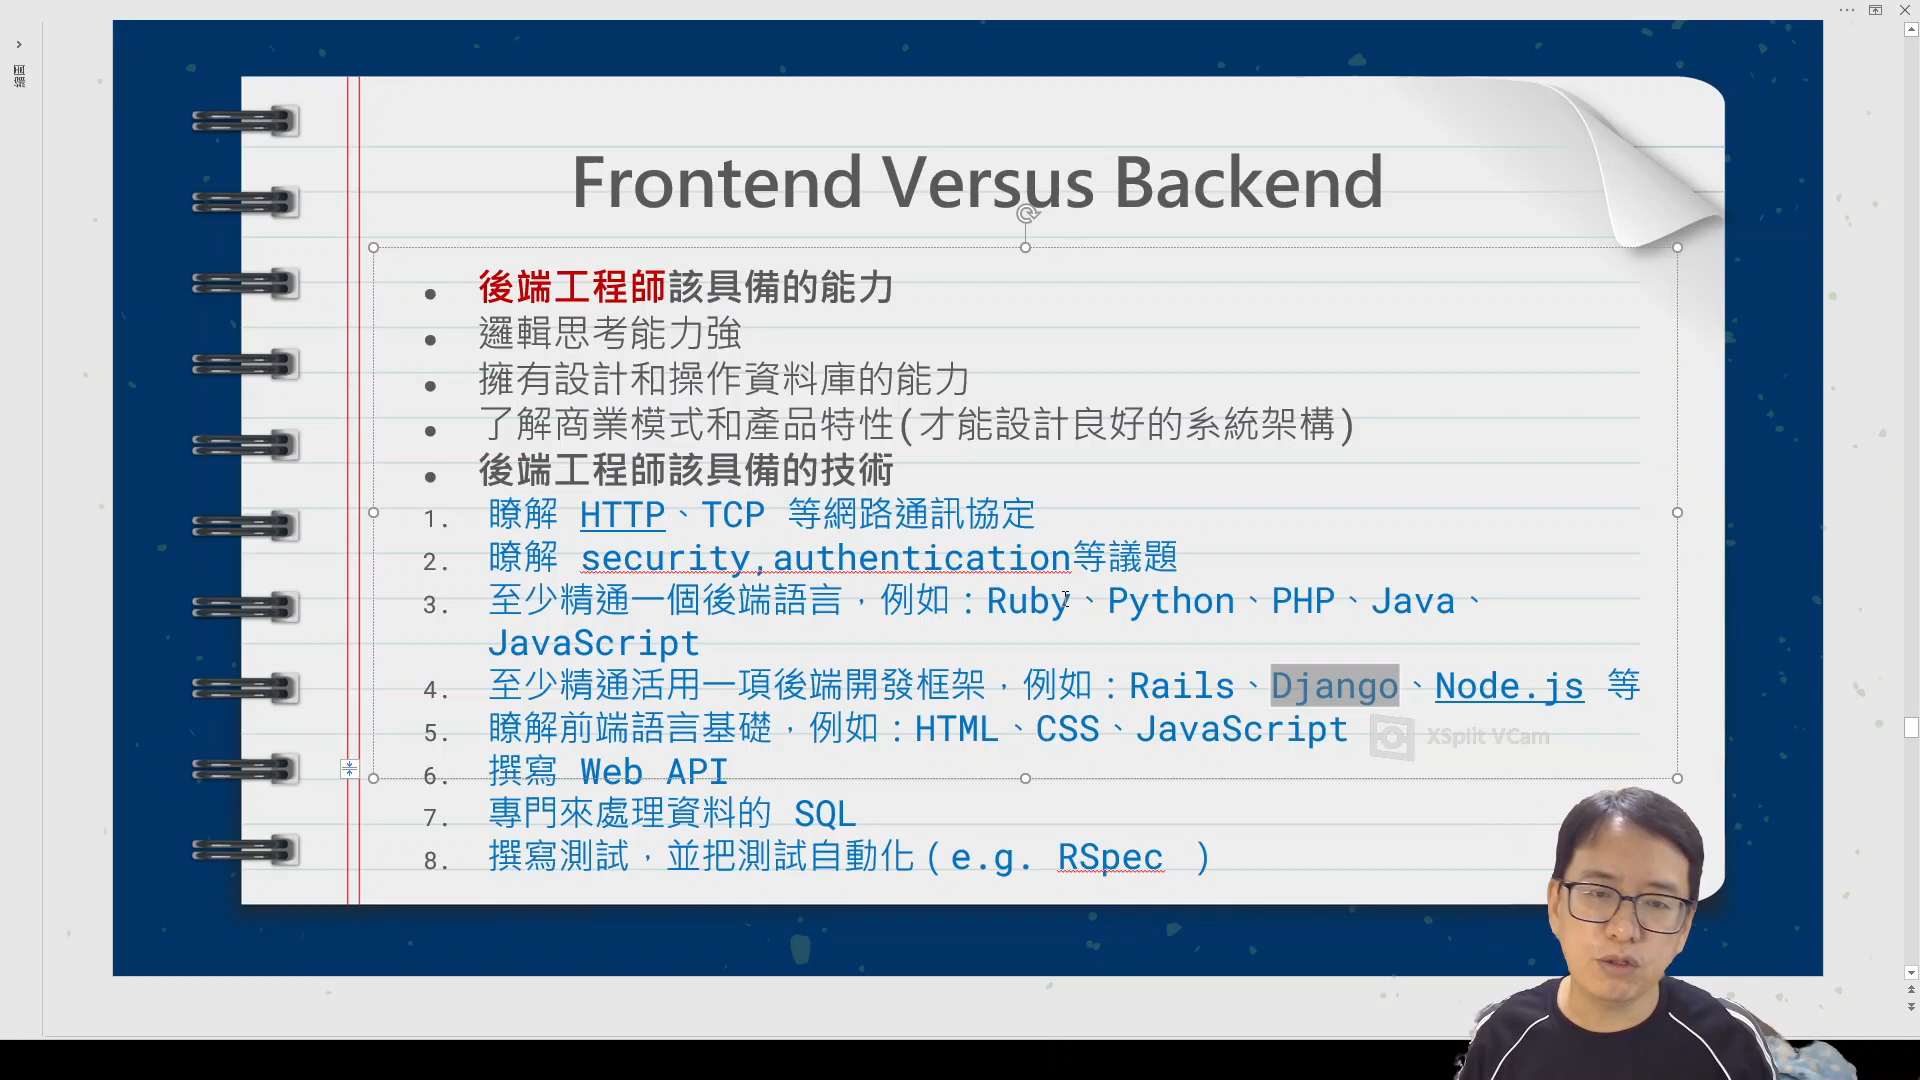 Frontend Versus Backend
後端工程師該具備的能力
邏輯思考能力強
擁有設計和操作資料庫的能力
了解商業模式和產品特性(才能設計良好的系統架構)
後端工程師該具備的技術
1. 瞭解 HTTP、TCP 等網路通訊協定
2. 瞭解 security,authentication等議題
3. 至少精通一個後端語言，例如：Ruby、Python、PHP、Java、
JavaScript
4. 至少精通活用一項後端開發框架，例如：Rails、Django、Node.js 等
5. 瞭解前端語言基礎，例如：HTML、CSS、JavaScript
XSplit VCam
6. 撰寫 Web API
7. 專門來處理資料的 SQL
8. 撰寫測試，並把測試自動化（e.g. RSpec ）